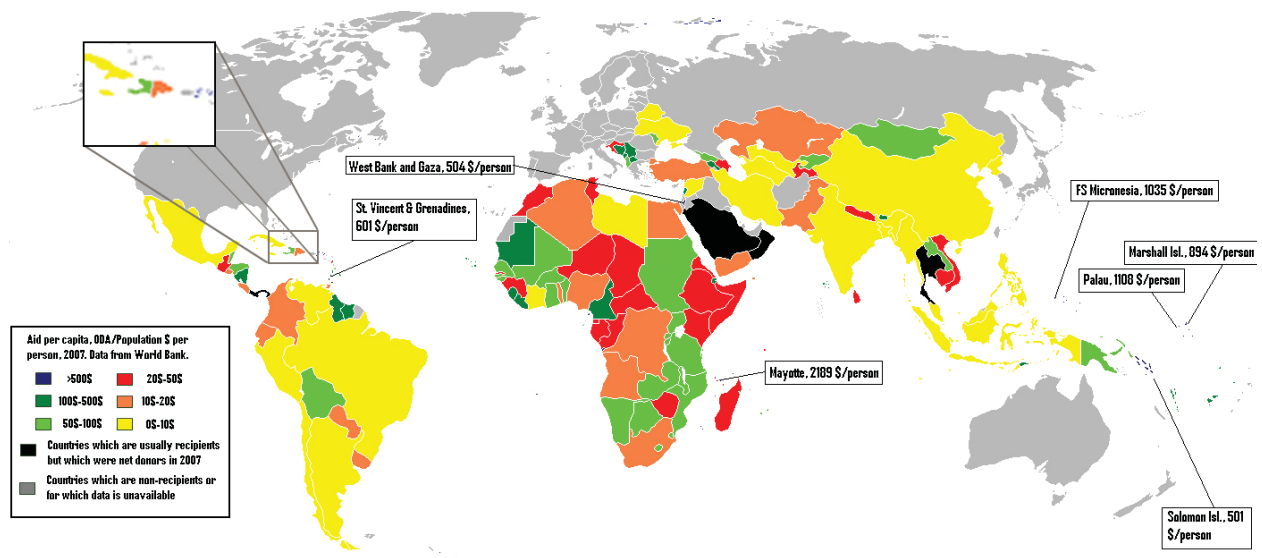 West Bank and Gaza, 504 $/person
St. Vincent & Grenadines,
601 $/person
FS Micronesia, 1035 $/person
Marshall Isl., 894 $/person
Palau, 1108 $/person
Mayotte, 2189 $/person
Solomon Isl., 501
$/person
Aid per capita, ODA/Population $ per
person, 2007. Data from World Bank.
>500$ 20$-50$
100$-500$ 10$-20$
50$-100$ 0$-10$
Countries which are usually recipients
but which were net donors in 2007
Countries which are non-recipients or
for which data is unavailable